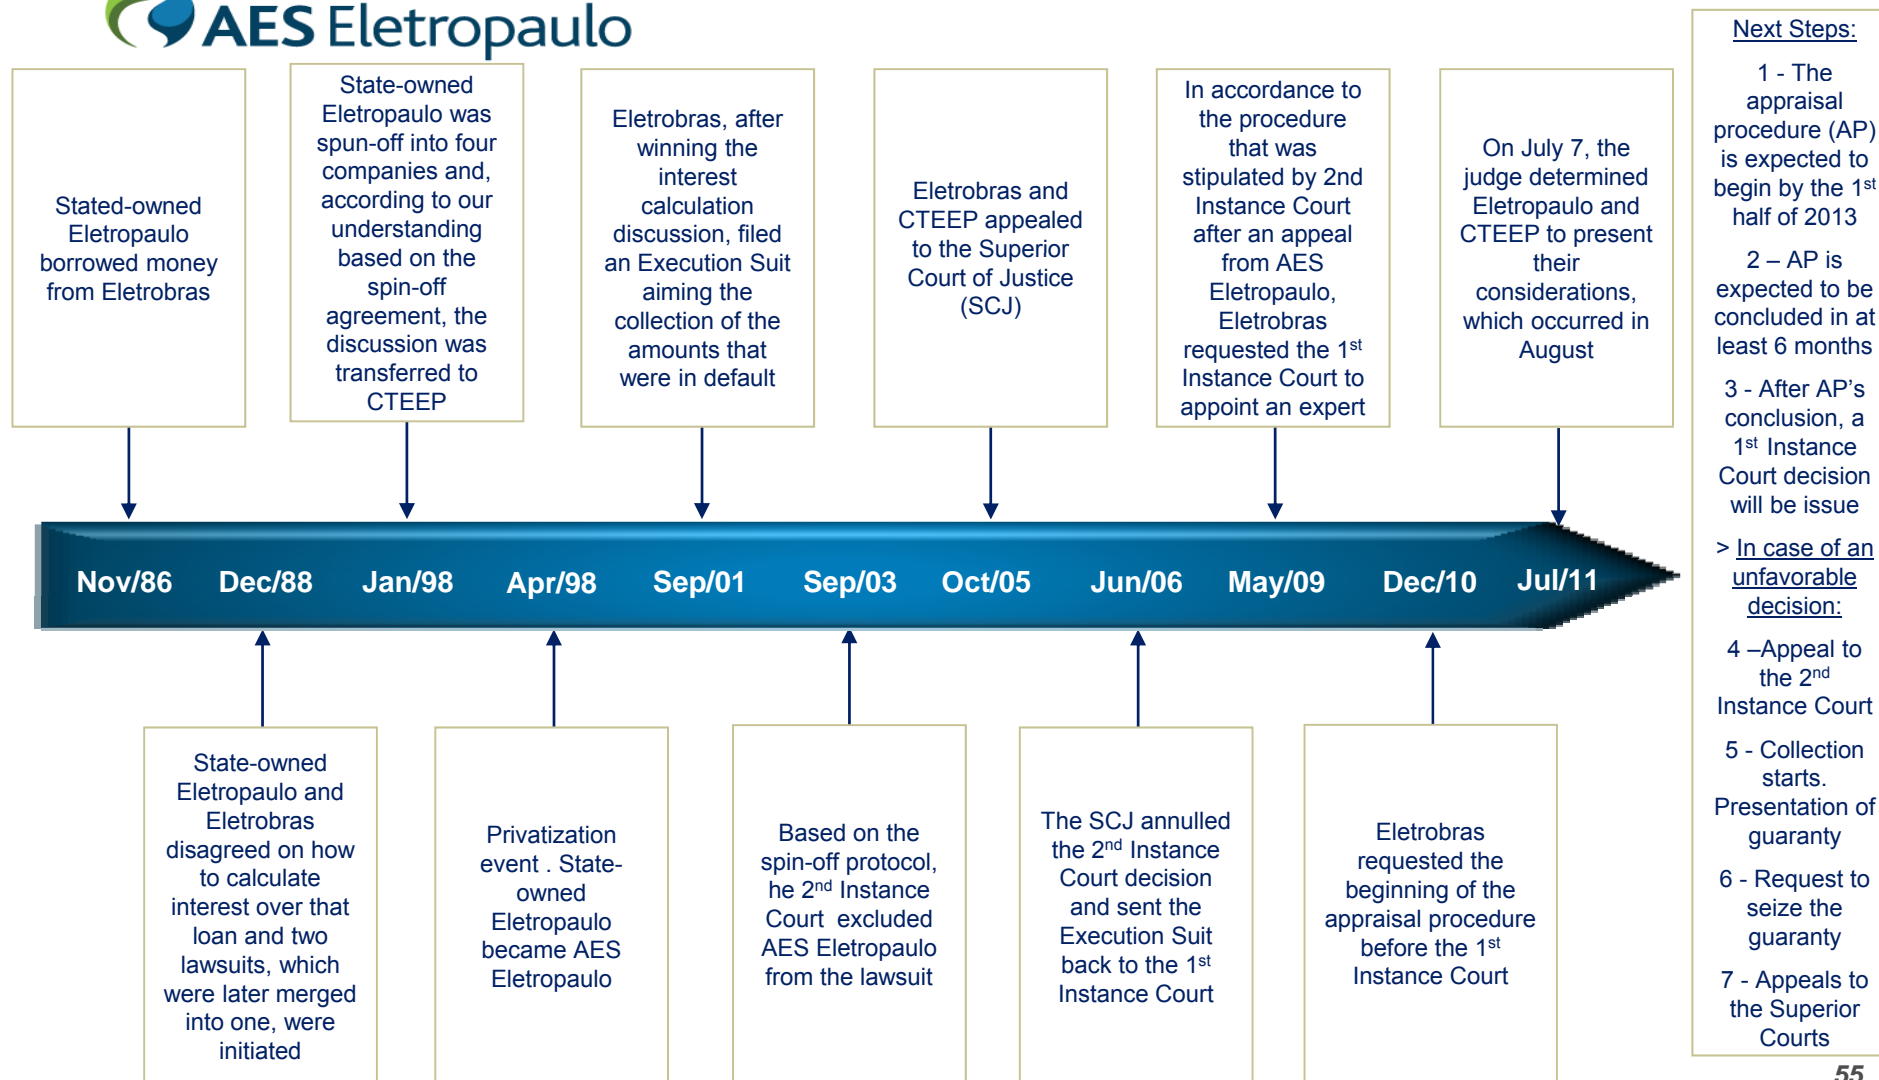 AES Eletropaulo
Stated-owned
Eletropaulo
borrowed money
from Eletrobras
State-owned
Eletropaulo was
spun-off into four
companies and,
according to our
understanding
based on the
spin-off
agreement, the
discussion was
transferred to
CTEEP
Eletrobras, after
winning the
interest
calculation
discussion, filed
an Execution Suit
aiming the
collection of the
amounts that
were in default
Eletrobras and
CTEEP appealed
to the Superior
Court of Justice
(SCJ)
In accordance to
the procedure
that was
stipulated by 2nd
Instance Court
after an appeal
from AES
Eletropaulo,
Eletrobras
requested the 1st
Instance Court to
appoint an expert
On July 7, the
judge determined
Eletropaulo and
CTEEP to present
their
considerations,
which occurred in
August
Nov/86 Dec/88 Jan/98 Apr/98 Sep/01 Sep/03 Oct/05 Jun/06 May/09 Dec/10 Jul/11
State-owned
Eletropaulo and
Eletrobras
disagreed on how
to calculate
interest over that
loan and two
lawsuits, which
were later merged
into one, were
initiated
Privatization
event . State-
owned
Eletropaulo
became AES
Eletropaulo
Based on the
spin-off protocol,
he 2nd Instance
Court excluded
AES Eletropaulo
from the lawsuit
The SCJ annulled
the 2nd Instance
Court decision
and sent the
Execution Suit
back to the 1st
Instance Court
Eletrobras
requested the
beginning of the
appraisal procedure
before the 1st
Instance Court
Next Steps:
1 - The
appraisal
procedure (AP)
is expected to
begin by the 1st
half of 2013
2 – AP is
expected to be
concluded in at
least 6 months
3 - After AP’s
conclusion, a
1st Instance
Court decision
will be issue
> In case of an
unfavorable
decision:
4 –Appeal to
the 2nd
Instance Court
5 - Collection
starts.
Presentation of
guaranty
6 - Request to
seize the
guaranty
7 - Appeals to
the Superior
Courts
55